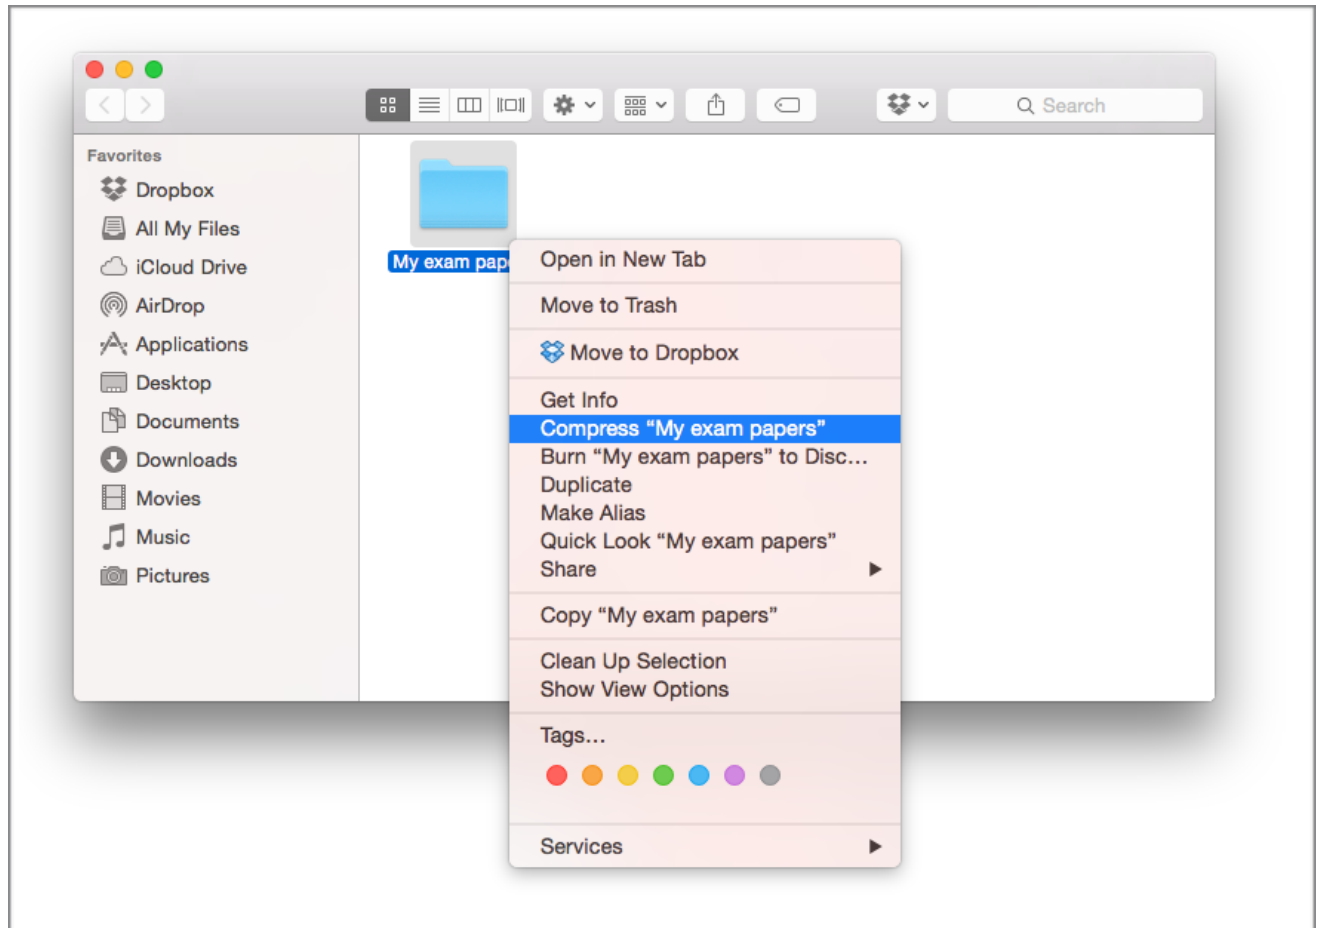 Search
Favorites
Dropbox
All My Files
iCloud Drive
AirDrop
Applications
Desktop
Documents
Downloads
Movies
Music
Pictures
My exam pap
Open in New Tab
Move to Trash
Move to Dropbox
Get Info
Compress “My exam papers”
Burn “My exam papers” to Disc...
Duplicate
Make Alias
Quick Look “My exam papers”
Share
Copy “My exam papers”
Clean Up Selection
Show View Options
Tags...
Services